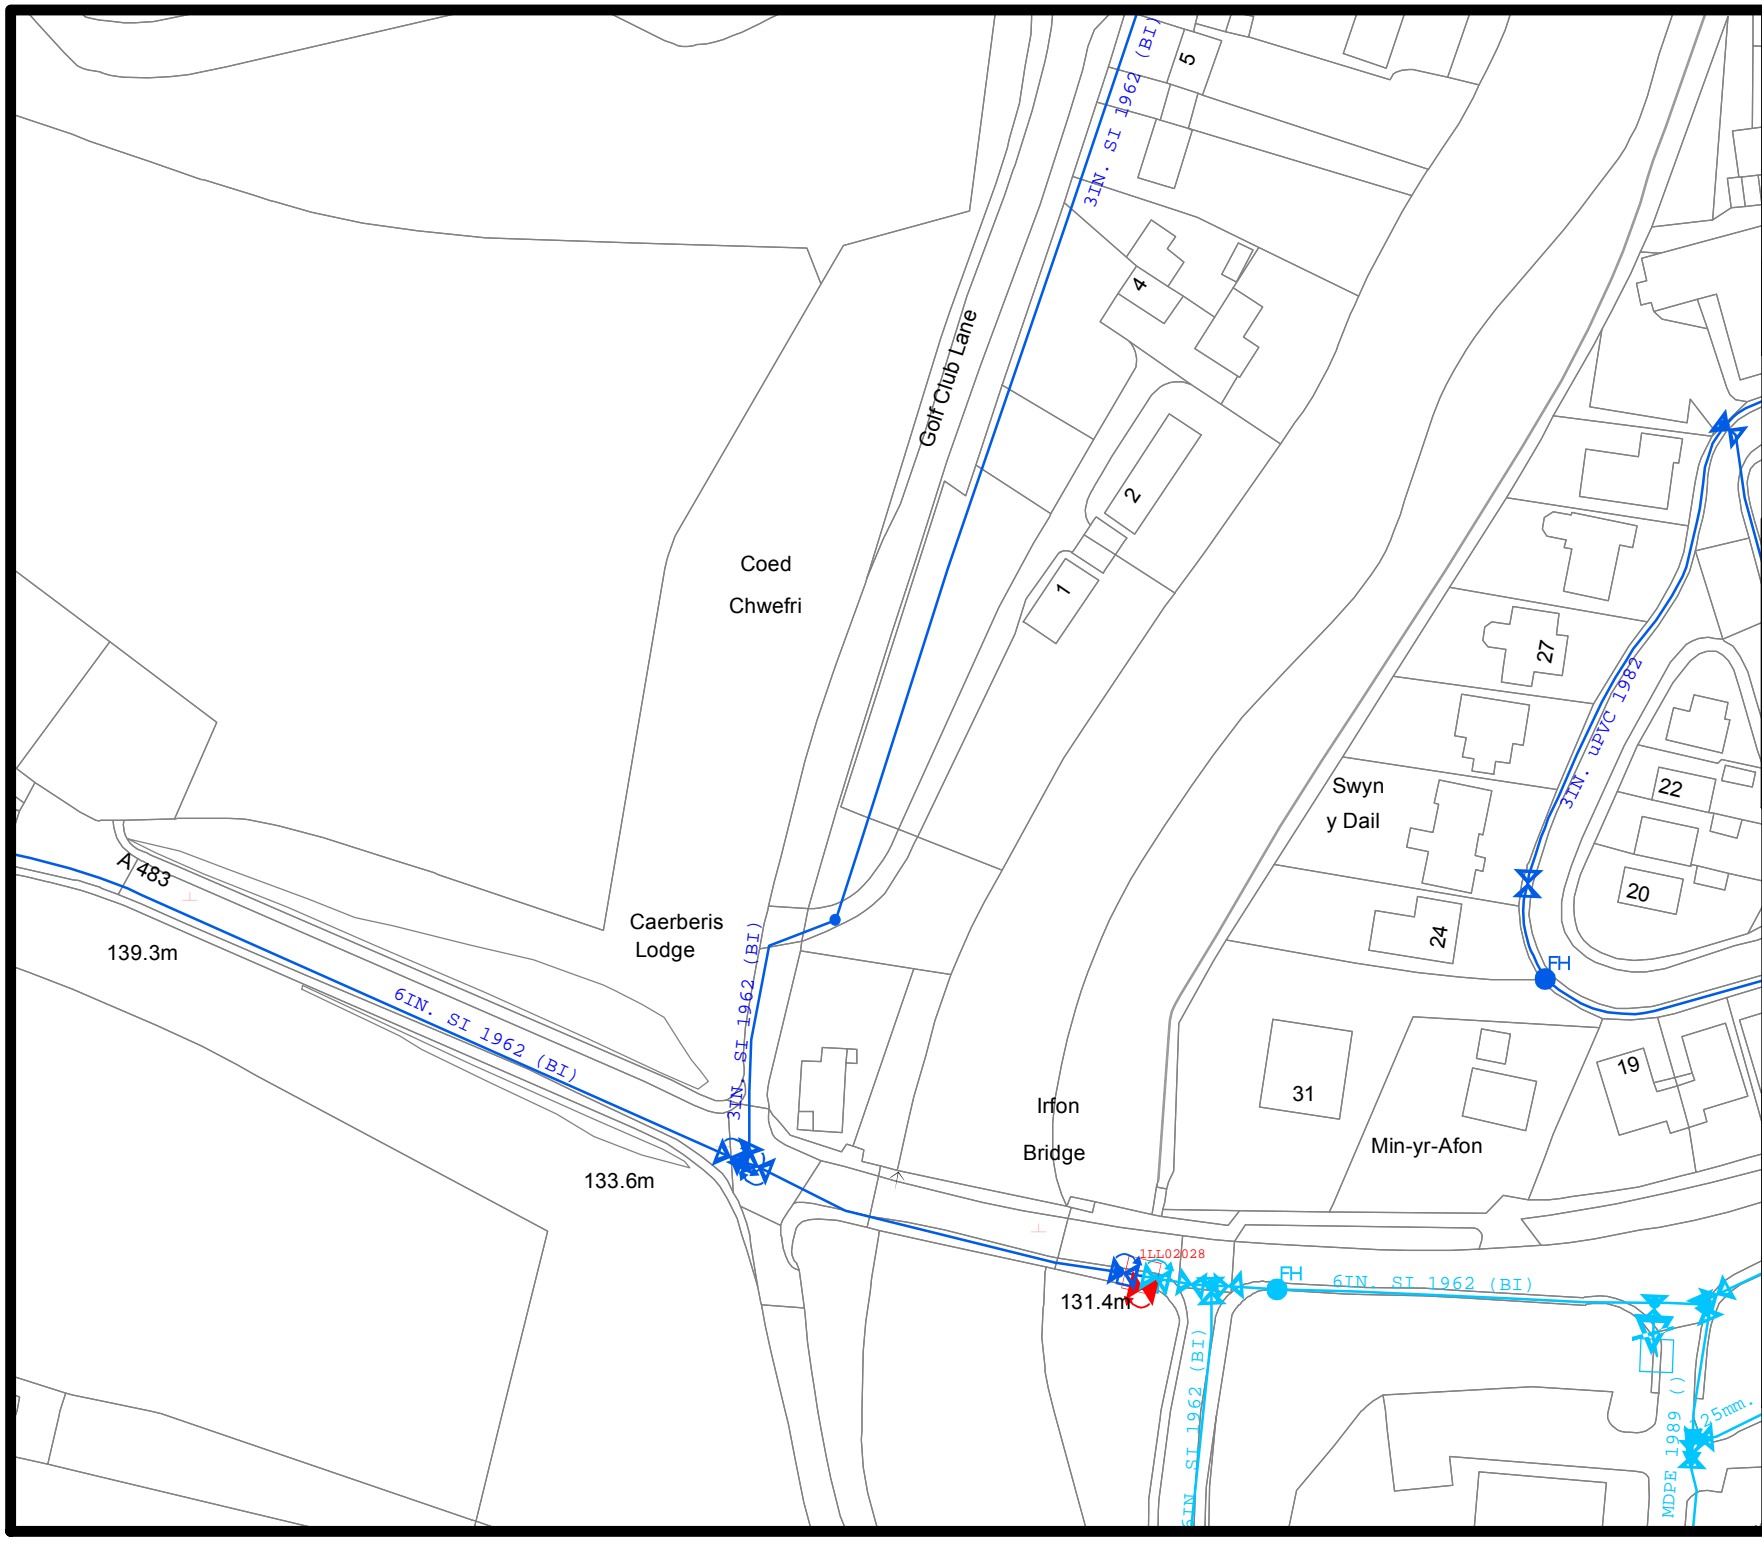 3IN. SI 1962 (BI)
5
4
Golf Club Lane
2
1
Coed
Chwefri
27
3IN. uPVC 1982
Swyn
y Dail
22
20
24
A 483
139.3m
Caerberis
Lodge
3IN. SI 1962 (BI)
6IN. SI 1962 (BI)
FH
19
31
Irfon
Bridge
Min-yr-Afon
133.6m
1LL02028
131.4m
FH
6IN. SI 1962 (BI)
6IN. SI 1962 (BI)
MDPE 1989 ()
125mm.